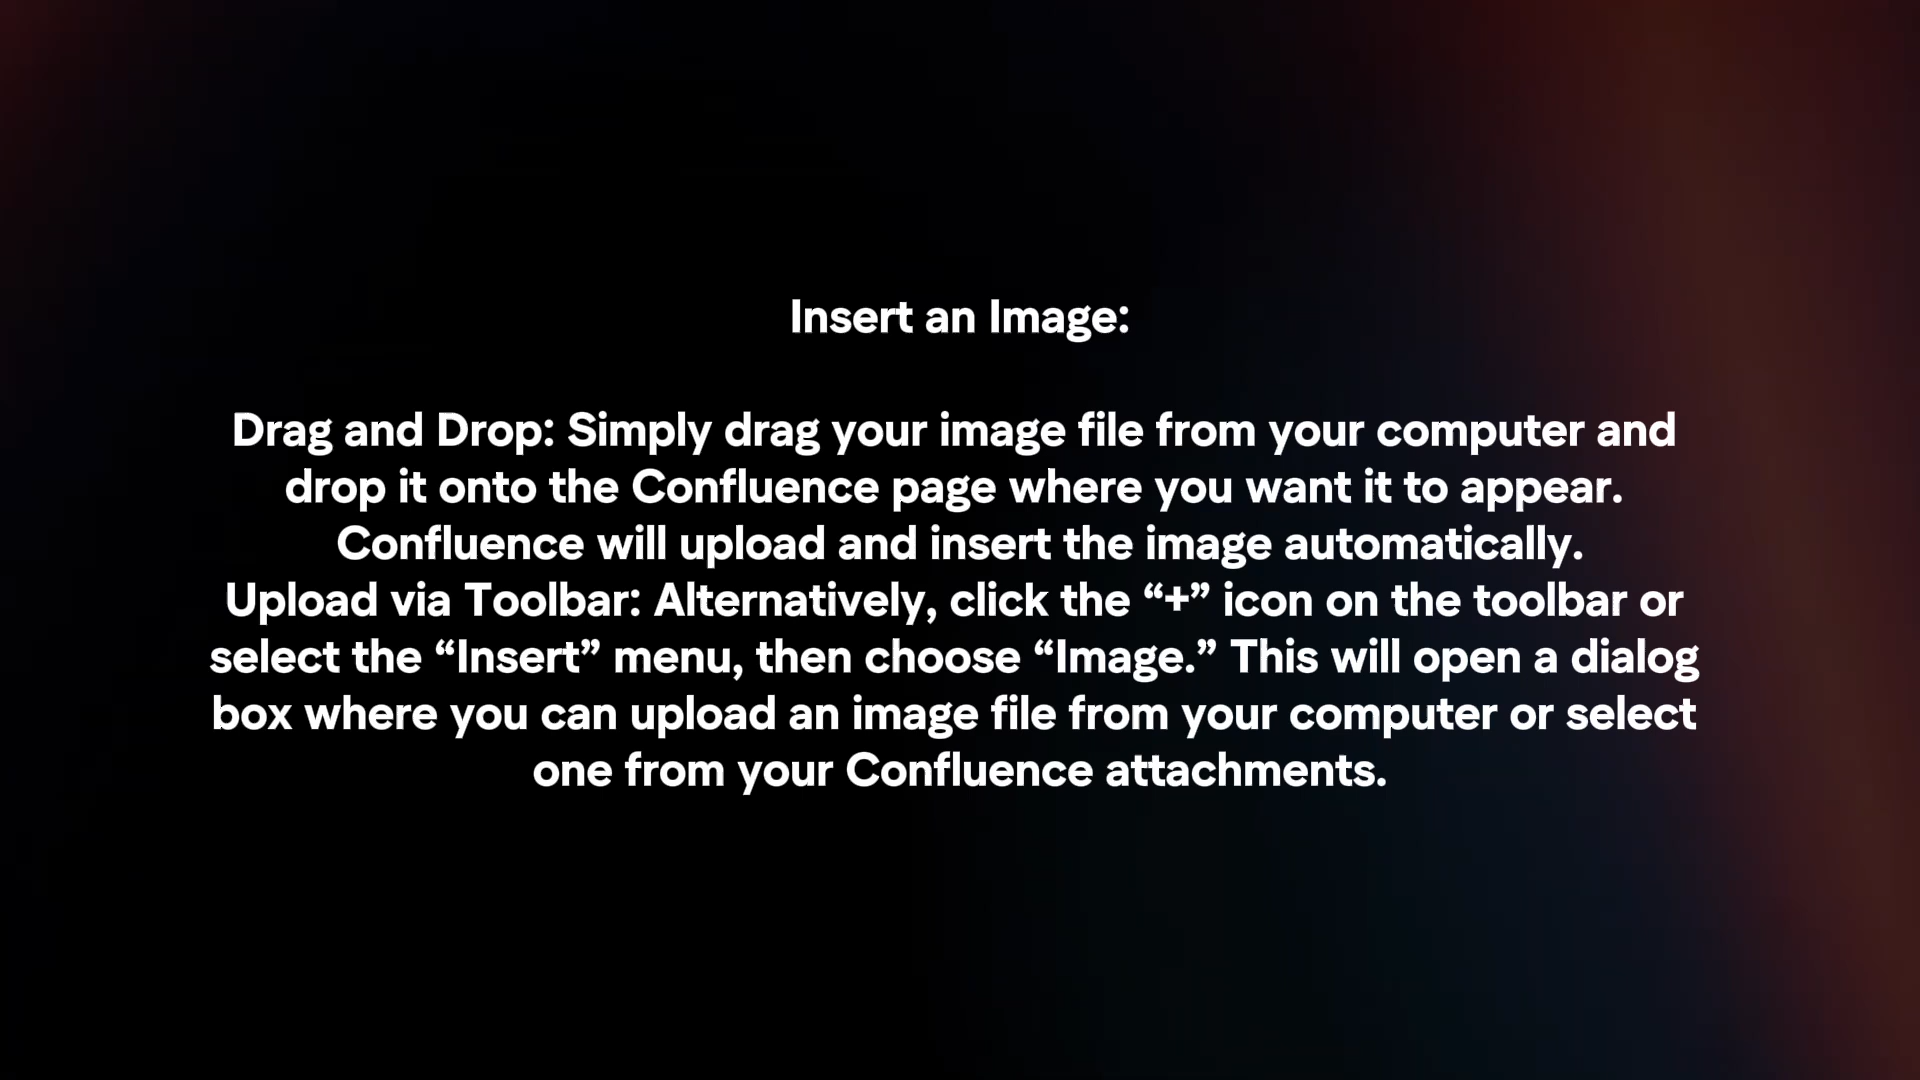 Insert an Image:
Drag and Drop: Simply drag your image file from your computer and
drop it onto the Confluence page where you want it to appear.
Confluence will upload and insert the image automatically.
Upload via Toolbar: Alternatively, click the “+” icon on the toolbar or
select the “Insert” menu, then choose “Image.” This will open a dialog
box where you can upload an image file from your computer or select
one from your Confluence attachments.